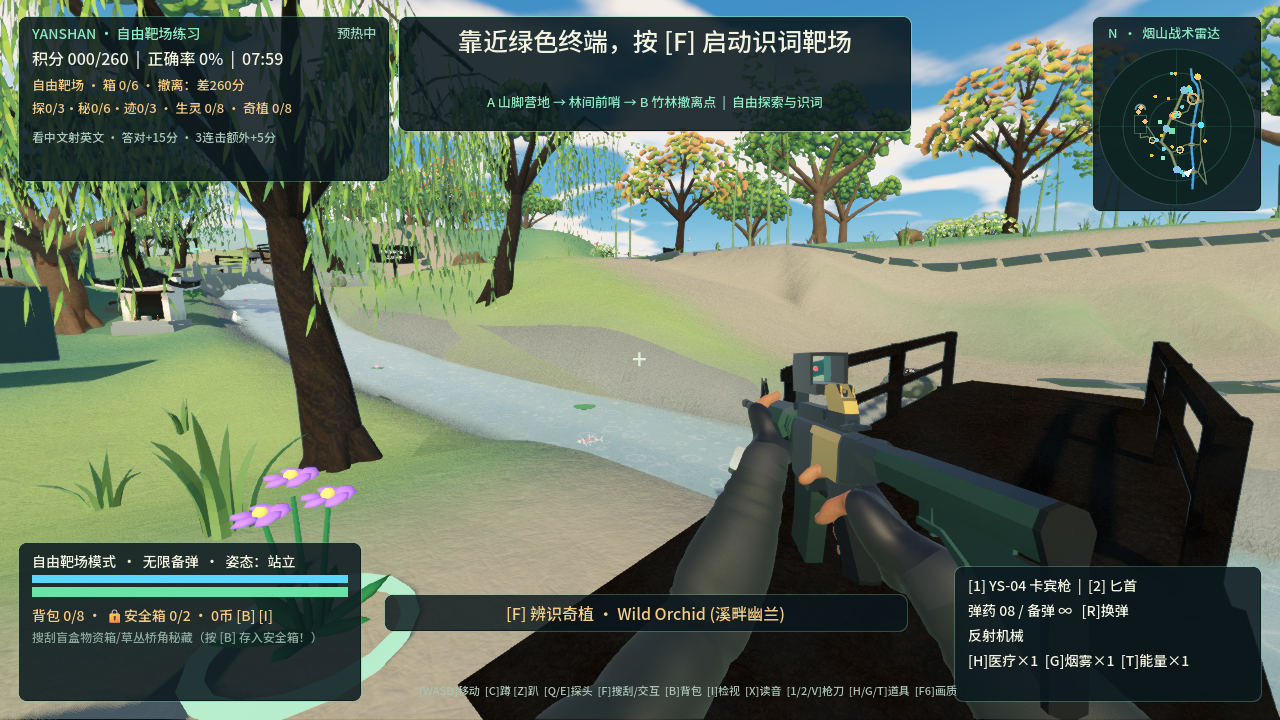 YANSHAN · 自由靶场练习
预热中
积分 000/260 | 正确率 0% | 07:59
自由靶场 · 箱 0/6 · 撤离：差260分
探0/3·秘0/6·迹0/3 · 生灵 0/8 · 奇植 0/8
看中文射英文 · 答对+15分 · 3连击额外+5分
靠近绿色终端，按 [F] 启动识词靶场
A 山脚营地 → 林间前哨 → B 竹林撤离点 | 自由探索与识词
N · 烟山战术雷达
自由靶场模式 · 无限备弹 · 姿态：站立
背包 0/8 · 🔒 安全箱 0/2 · 0币 [B] [I]
搜刮盲盒物资箱/草丛桥角秘藏（按 [B] 存入安全箱！）
[F] 辨识奇植 · Wild Orchid (溪畔幽兰)
[1] YS-04 卡宾枪 | [2] 匕首
弹药 08 / 备弹 ∞ [R]换弹
反射机械
[H]医疗×1 [G]烟雾×1 [T]能量×1
[WASD]移动 [C]蹲 [Z]趴 [Q/E]探头 [F]搜刮/交互 [B]背包 [I]检视 [X]读音 [1/2/V]枪刀 [H/G/T]道具 [F6]画质